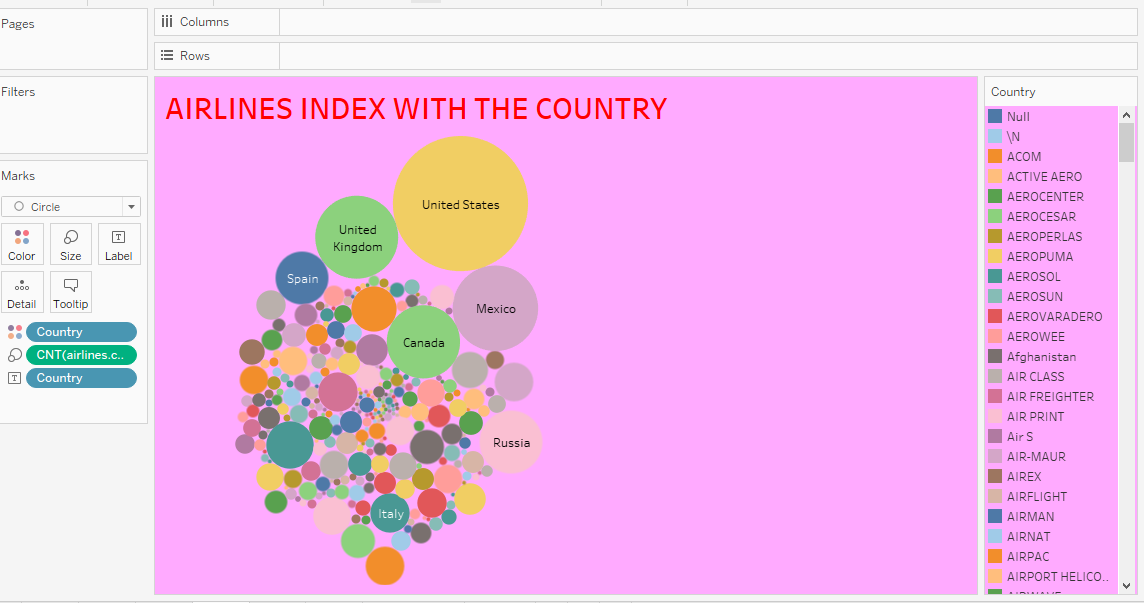 Pages
Columns
Rows
Filters
Marks
Circle
Color
Size
Label
Detail
Tooltip
Country
CNT(airlines.c..
Country
AIRLINES INDEX WITH THE COUNTRY
United States
United
Kingdom
Spain
Mexico
Canada
Russia
Italy
Country
Null
\N
ACOM
ACTIVE AERO
AEROCENTER
AEROCESAR
AEROPERLAS
AEROPUMA
AEROSOL
AEROSUN
AEROVARADERO
AEROWEE
Afghanistan
AIR CLASS
AIR FREIGHTER
AIR PRINT
Air S
AIR-MAUR
AIREX
AIRFLIGHT
AIRMAN
AIRNAT
AIRPAC
AIRPORT HELICO..